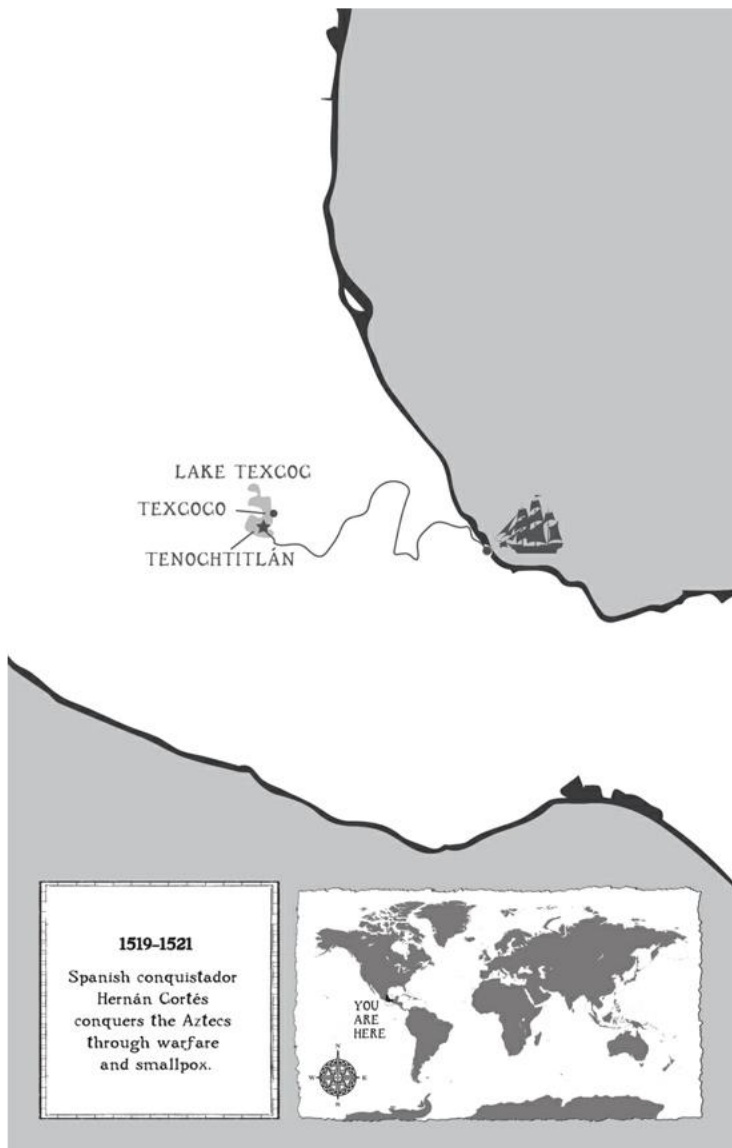 LAKE TEXCOC
TEXCOCO
TENOCHTITLÁN
1519–1521
Spanish conquistador
Hernán Cortés
conquers the Aztecs
through warfare
and smallpox.
YOU
ARE
HERE
N
W
E
S